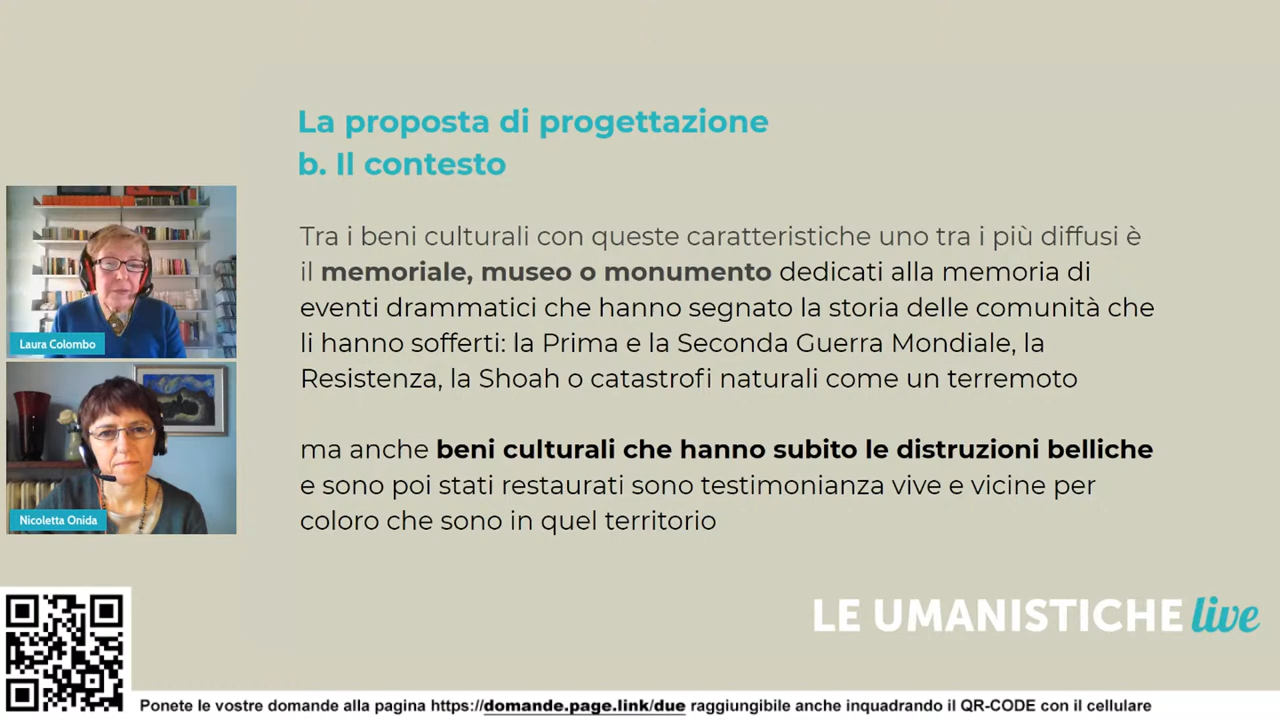 La proposta di progettazione
b. Il contesto
Tra i beni culturali con queste caratteristiche uno tra i più diffusi è
il memoriale, museo o monumento dedicati alla memoria di
eventi drammatici che hanno segnato la storia delle comunità che
li hanno sofferti: la Prima e la Seconda Guerra Mondiale, la
Resistenza, la Shoah o catastrofi naturali come un terremoto
ma anche beni culturali che hanno subito le distruzioni belliche
e sono poi stati restaurati sono testimonianza vive e vicine per
coloro che sono in quel territorio
Laura Colombo
Nicoletta Onida
LE UMANISTICHE live
Ponete le vostre domande alla pagina https://domande.page.link/due raggiungibile anche inquadrando il QR-CODE con il cellulare